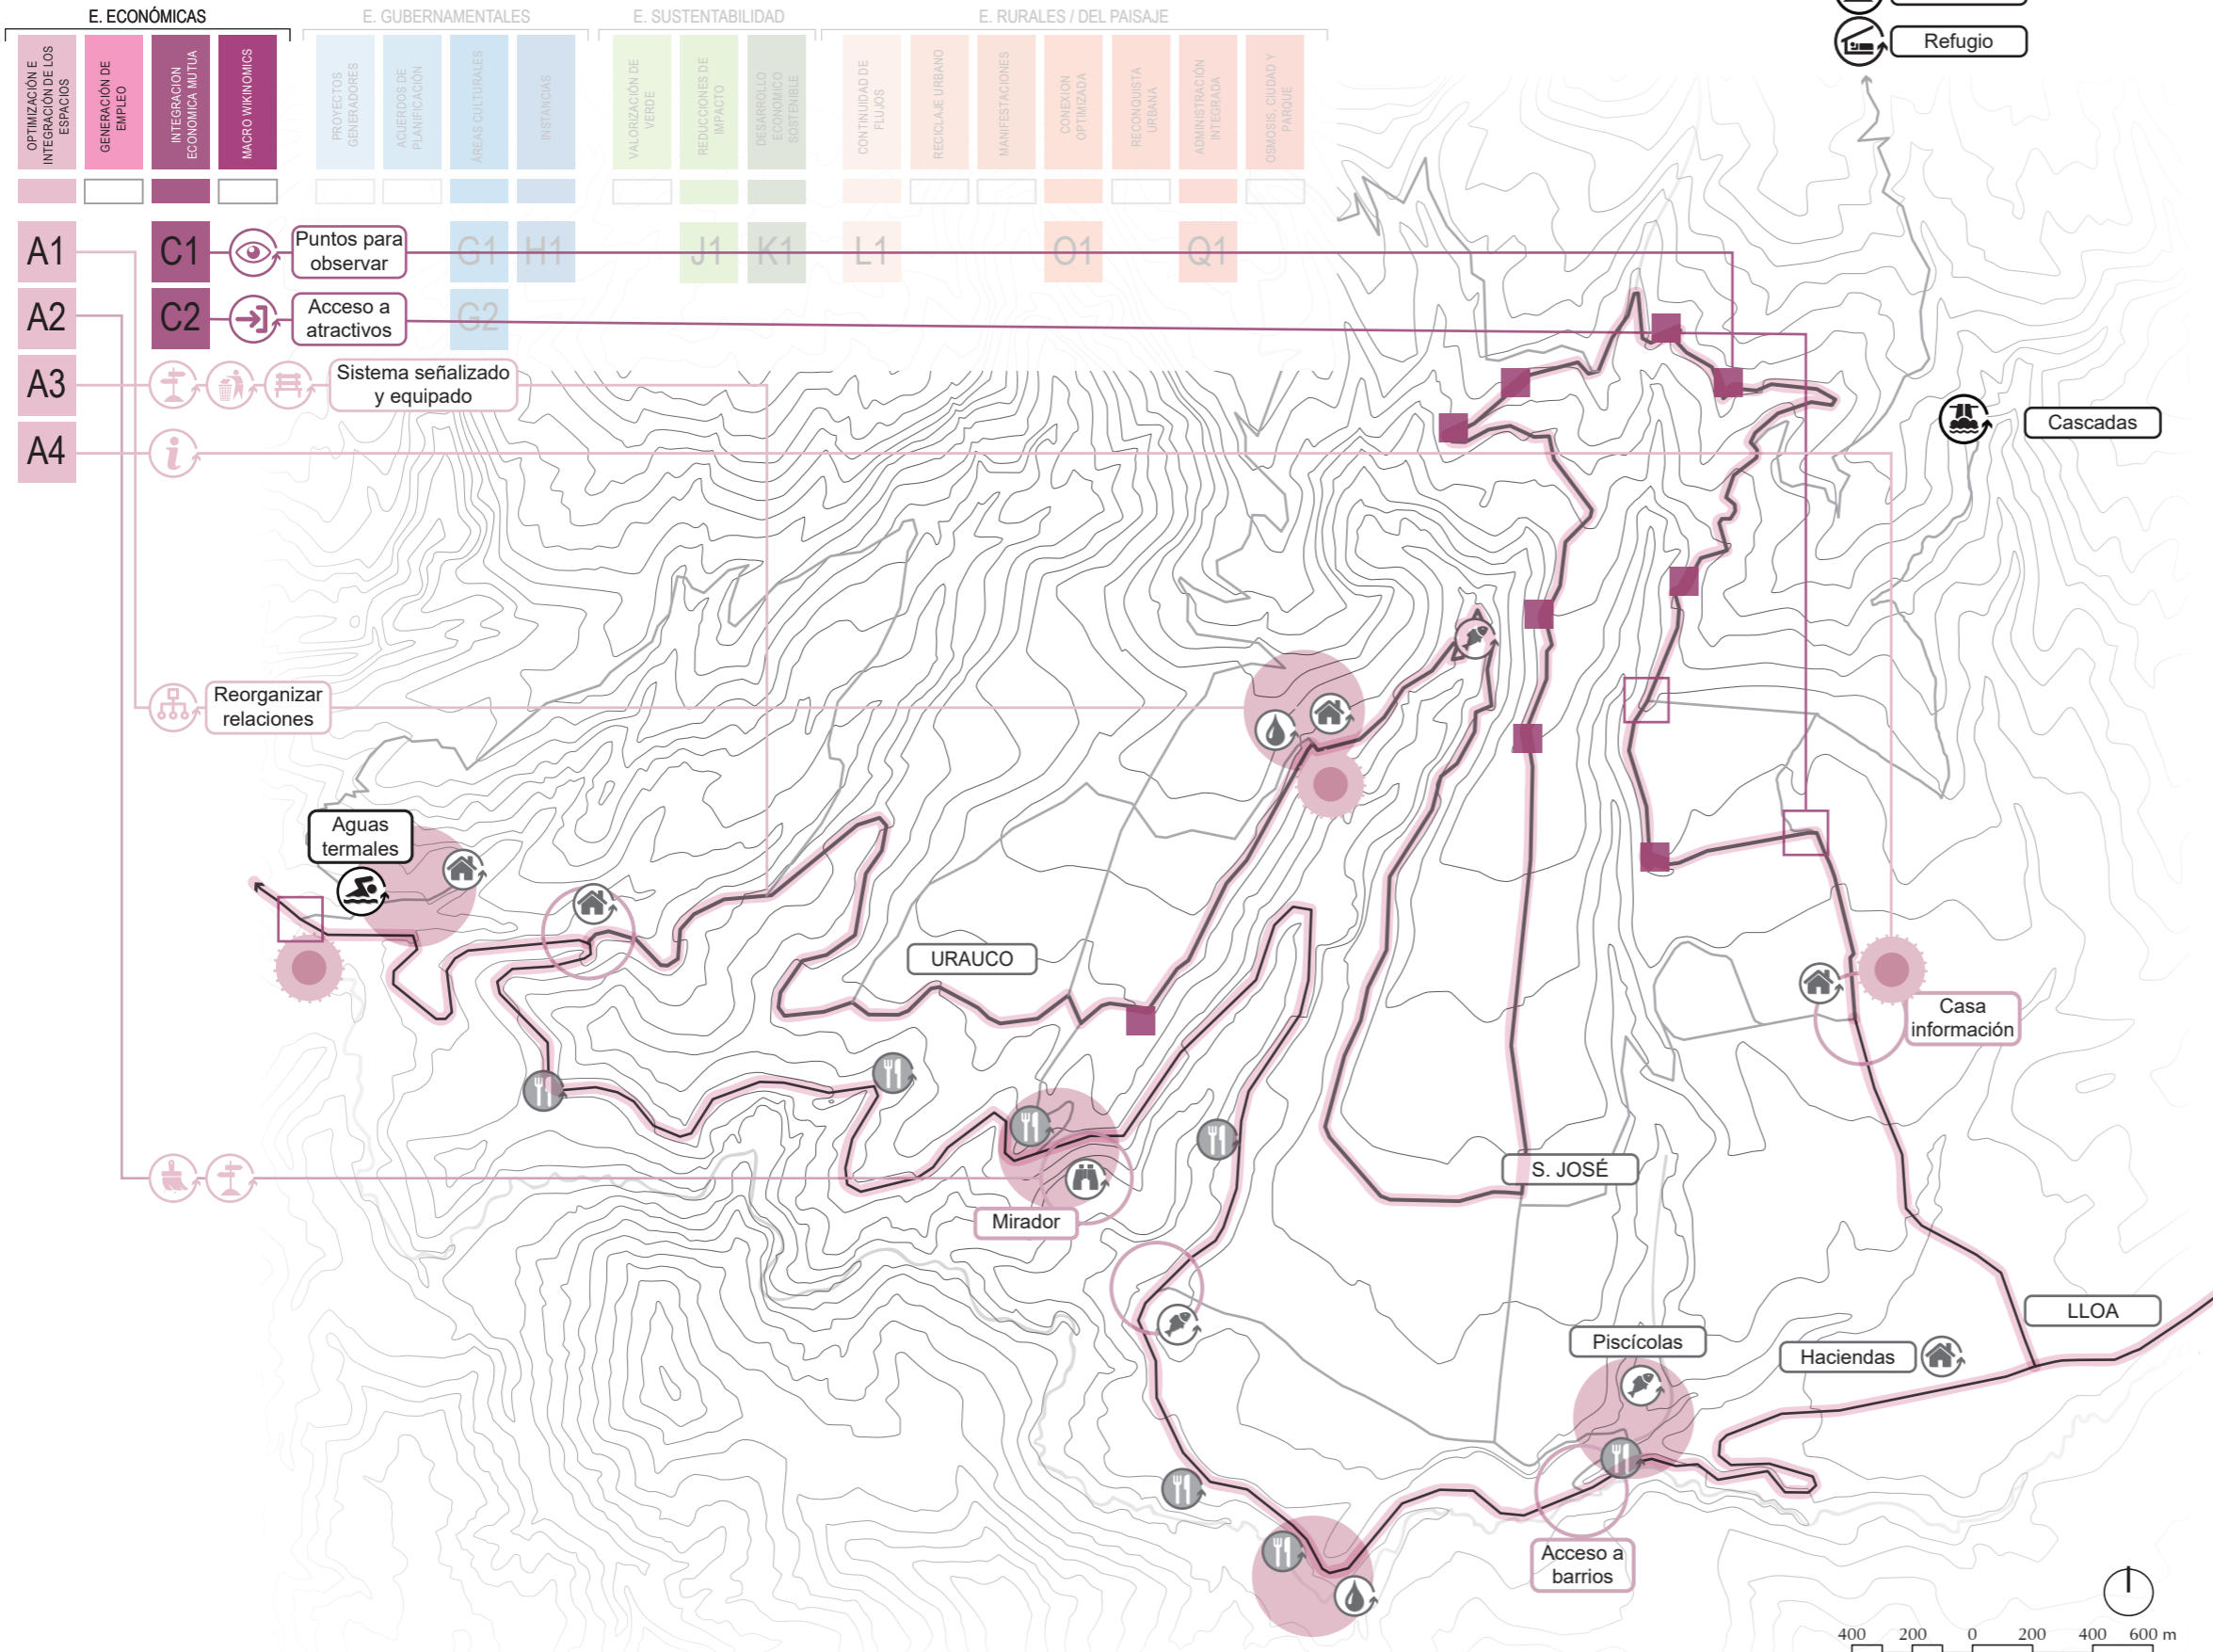 E. ECONÓMICAS
E. GUBERNAMENTALES
E. SUSTENTABILIDAD
E. RURALES / DEL PAISAJE
OPTIMIZACIÓN E
INTEGRACIÓN DE LOS
ESPACIOS
GENERACIÓN DE
EMPLEO
INTEGRACION
ECONOMICA MUTUA
MACRO WIKINOMICS
PROYECTOS
GENERADORES
ACUERDOS DE
PLANIFICACIÓN
ÁREAS CULTURALES
INSTANCIAS
VALORIZACIÓN DE
VERDE
REDUCCIONES DE
IMPACTO
DESARROLLO
ECONOMICO
SOSTENIBLE
CONTINUIDAD DE
FLUJOS
RECICLAJE URBANO
MANIFESTACIONES
CONEXION
OPTIMIZADA
RECONQUISTA
URBANA
ADMINISTRACIÓN
INTEGRADA
OSMOSIS, CIUDAD Y
PARQUE
Refugio
A1
C1
Puntos para
observar
G1
H1
J1
K1
L1
O1
Q1
A2
C2
Acceso a
atractivos
G2
A3
Sistema señalizado
y equipado
A4
Cascadas
Reorganizar
relaciones
Aguas
termales
URAUCO
Casa
información
S. JOSÉ
Mirador
LLOA
Piscícolas
Haciendas
Acceso a
barrios
400 200 0 200 400 600 m